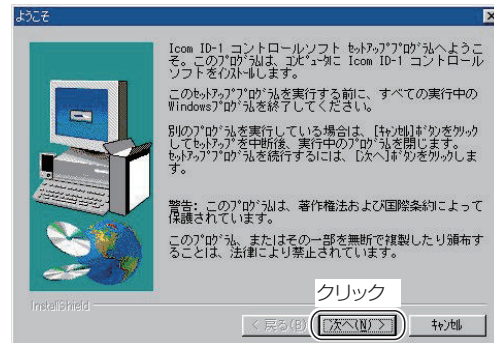 ようこそ
Icom ID-1 コントロールソフト ｾｯﾄｱｯﾌﾟﾌﾟﾛｸﾞﾗﾑへようこ
そ。このﾌﾟﾛｸﾞﾗﾑは、ｺﾝﾋﾟｭｰﾀに Icom ID-1 コントロール
ソフトをｲﾝｽﾄｰﾙします。
このｾｯﾄｱｯﾌﾟﾌﾟﾛｸﾞﾗﾑを実行する前に、すべての実行中の
Windowsﾌﾟﾛｸﾞﾗﾑを終了してください。
別のﾌﾟﾛｸﾞﾗﾑを実行している場合は、[ｷｬﾝｾﾙ]ﾎﾞﾀﾝをｸﾘｯｸ
してｾｯﾄｱｯﾌﾟを中断後、実行中のﾌﾟﾛｸﾞﾗﾑを閉じます。
ｾｯﾄｱｯﾌﾟﾌﾟﾛｸﾞﾗﾑを続行するには、[次へ]ﾎﾞﾀﾝをｸﾘｯｸしま
す。
警告: このﾌﾟﾛｸﾞﾗﾑは、著作権法および国際条約によって
保護されています。
このﾌﾟﾛｸﾞﾗﾑ、またはその一部を無断で複製したり頒布す
ることは、法律により禁止されています。
クリック
InstallShield
< 戻る(B) 次へ(N) > ｷｬﾝｾﾙ